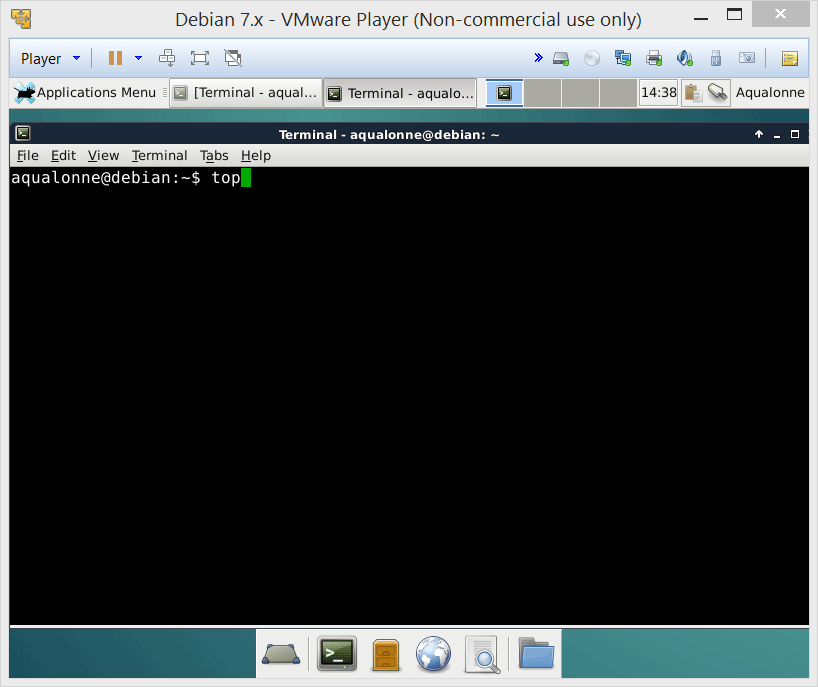 Debian 7.x - VMware Player (Non-commercial use only)
Player
Applications Menu [Terminal - aqual... Terminal - aqualo... 14:38 Aqualonne
Terminal - aqualonne@debian: ~
File Edit View Terminal Tabs Help
aqualonne@debian:~$ top